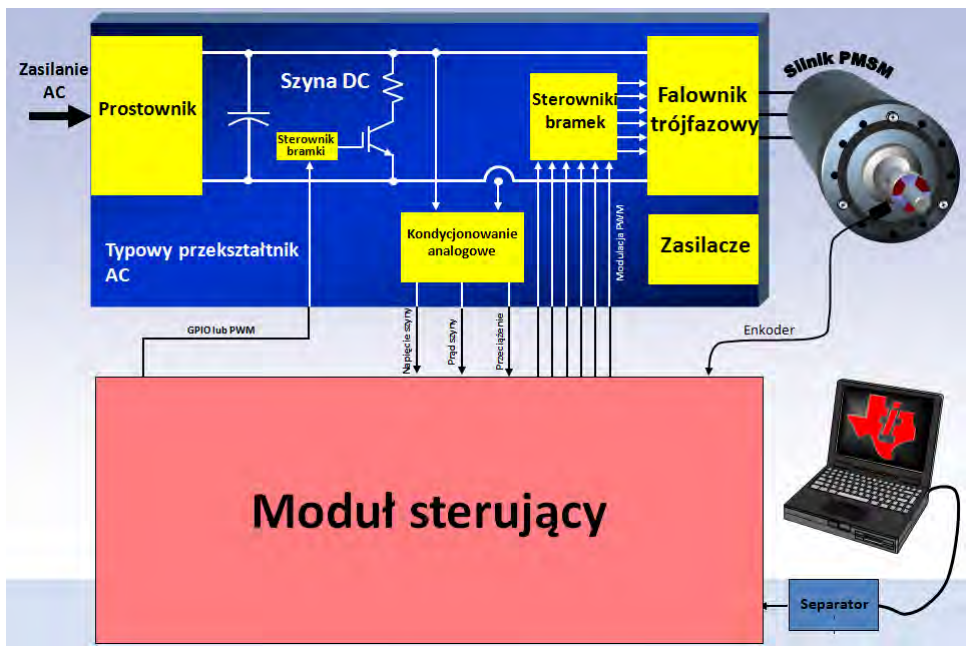 Zasilanie
AC
Prostownik
Szyna DC
Sterownik
bramki
Sterowniki
bramek
Falownik
trójfazowy
Silnik PMSM
Kondycjonowanie
analogowe
Zasilacze
Typowy przekształtnik
AC
Modulacja PWM
GPIO lub PWM
Napięcie szyny
Prąd szyny
Przeciążenie
Enkoder
Moduł sterujący
Separator